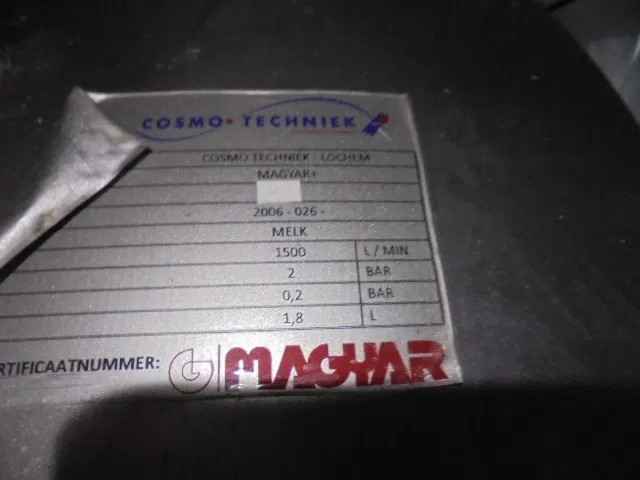 COSMO TECHNIEK
COSMO TECHNIEK - LOCHEM
MAGYAR+
2006 - 026 -
MELK
1500 L / MIN
2 BAR
0,2 BAR
1,8 L
RTIFICAATNUMMER: MAGYAR